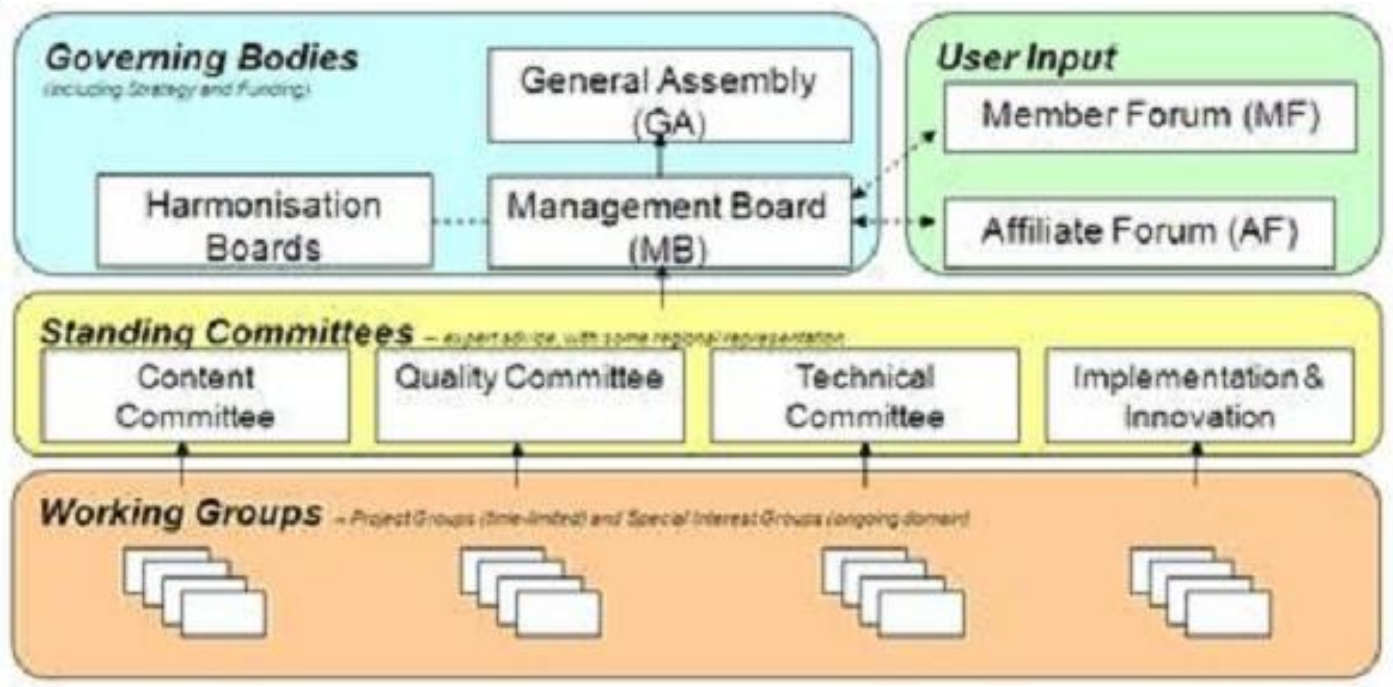 Governing Bodies
(including Strategy and Funding)
General Assembly
(GA)
Harmonisation
Boards
Management Board
(MB)
User Input
Member Forum (MF)
Affiliate Forum (AF)
Standing Committees – expert advice, with some regional representation
Content
Committee
Quality Committee
Technical
Committee
Implementation &
Innovation
Working Groups – Project Groups (time-limited) and Special Interest Groups (ongoing domain)